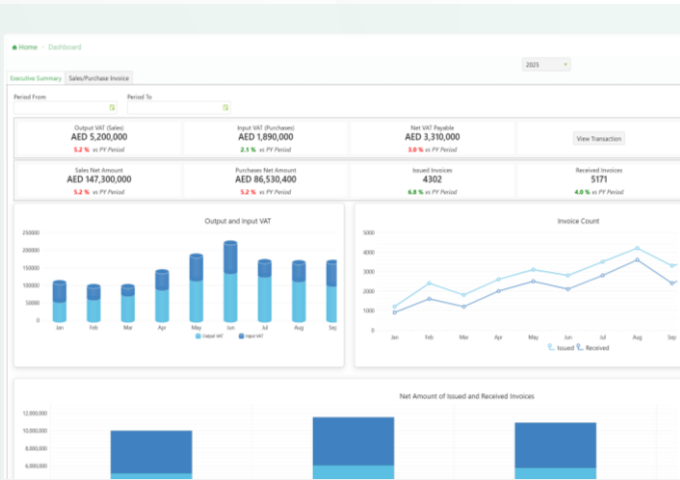 Home - Dashboard
2025
Executive Summary Sales/Purchase Invoice
Period From Period To
Output VAT (Sales) Input VAT (Purchases) Net VAT Payable
AED 5,200,000 AED 1,890,000 AED 3,310,000 View Transaction
5.2 % vs PY Period 2.1 % vs PY Period 3.0 % vs PY Period
Sales Net Amount Purchases Net Amount Issued Invoices Received Invoices
AED 147,300,000 AED 86,530,400 4302 5171
5.2 % vs PY Period 5.2 % vs PY Period 6.8 % vs PY Period 4.0 % vs PY Period
Output and Input VAT
250000
200000
150000
100000
50000
0
Jan Feb Mar Apr May Jun Jul Aug Sep
Output VAT Input VAT
Invoice Count
5000
4000
3000
2000
1000
0
Jan Feb Mar Apr May Jun Jul Aug Sep
Issued Received
Net Amount of Issued and Received Invoices
12,000,000
10,000,000
8,000,000
6,000,000